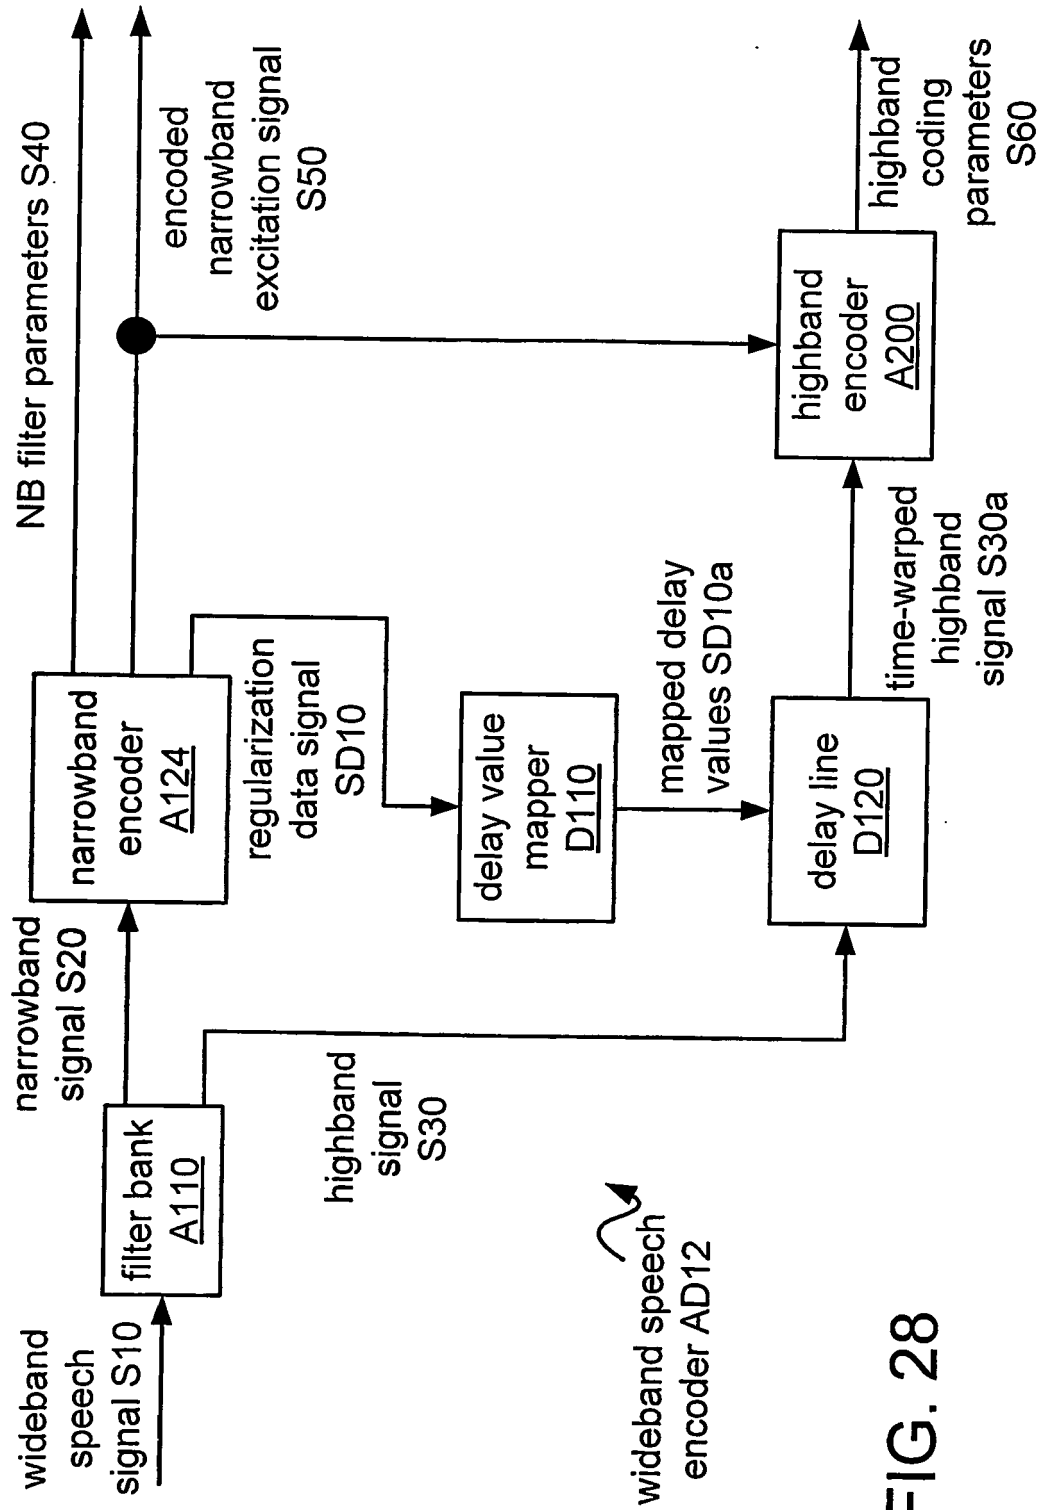 wideband
speech
signal S10
filter bank
A110
narrowband
signal S20
narrowband
encoder
A124
NB filter parameters S40
encoded
narrowband
excitation signal
S50
regularization
data signal
SD10
highband
signal
S30
delay value
mapper
D110
mapped delay
values SD10a
delay line
D120
time-warped
highband
signal S30a
highband
encoder
A200
highband
coding
parameters
S60
wideband speech
encoder AD12
FIG. 28